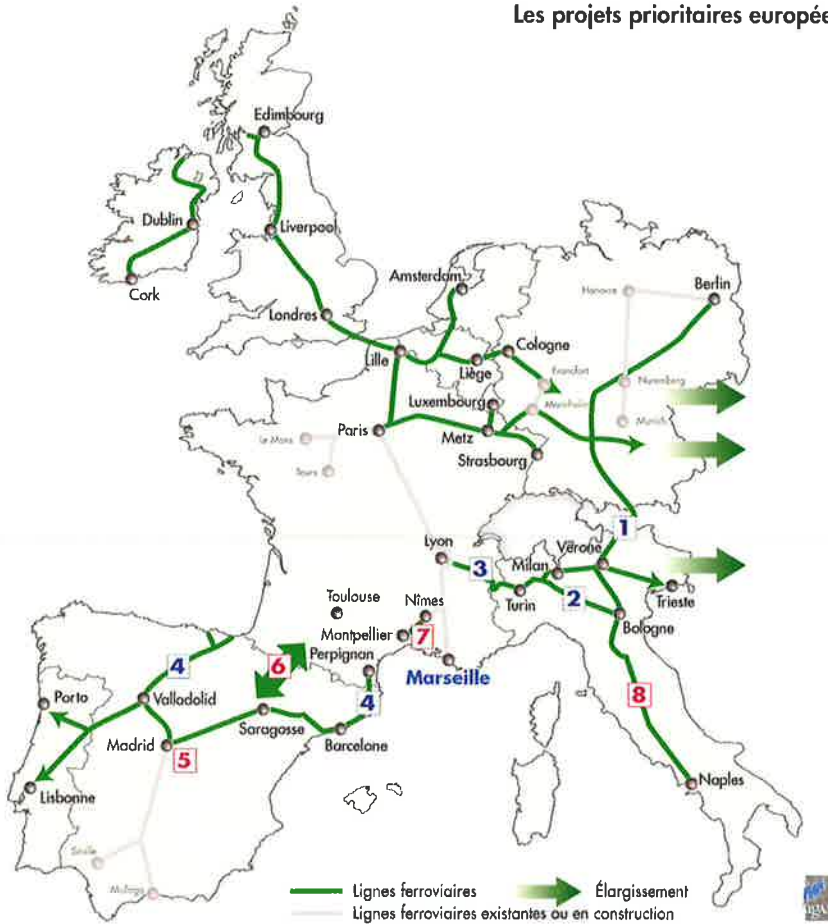 Les projets prioritaires europée
Edimbourg
Dublin
Liverpool
Cork
Amsterdam
Hanovre
Berlin
Londres
Lille
Cologne
Liège
Francfort
Luxembourg
Mannheim
Nuremberg
Munich
Le Mans
Paris
Metz
Tours
Strasbourg
1
Lyon
3
Milan
Vérone
Toulouse
Nîmes
Turin
2
Trieste
Montpellier
7
Bologne
6
Perpignan
Marseille
4
4
8
Porto
Valladolid
Saragosse
Madrid
5
Barcelone
Lisbonne
Naples
Séville
Malaga
Lignes ferroviaires
Élargissement
Lignes ferroviaires existantes ou en construction